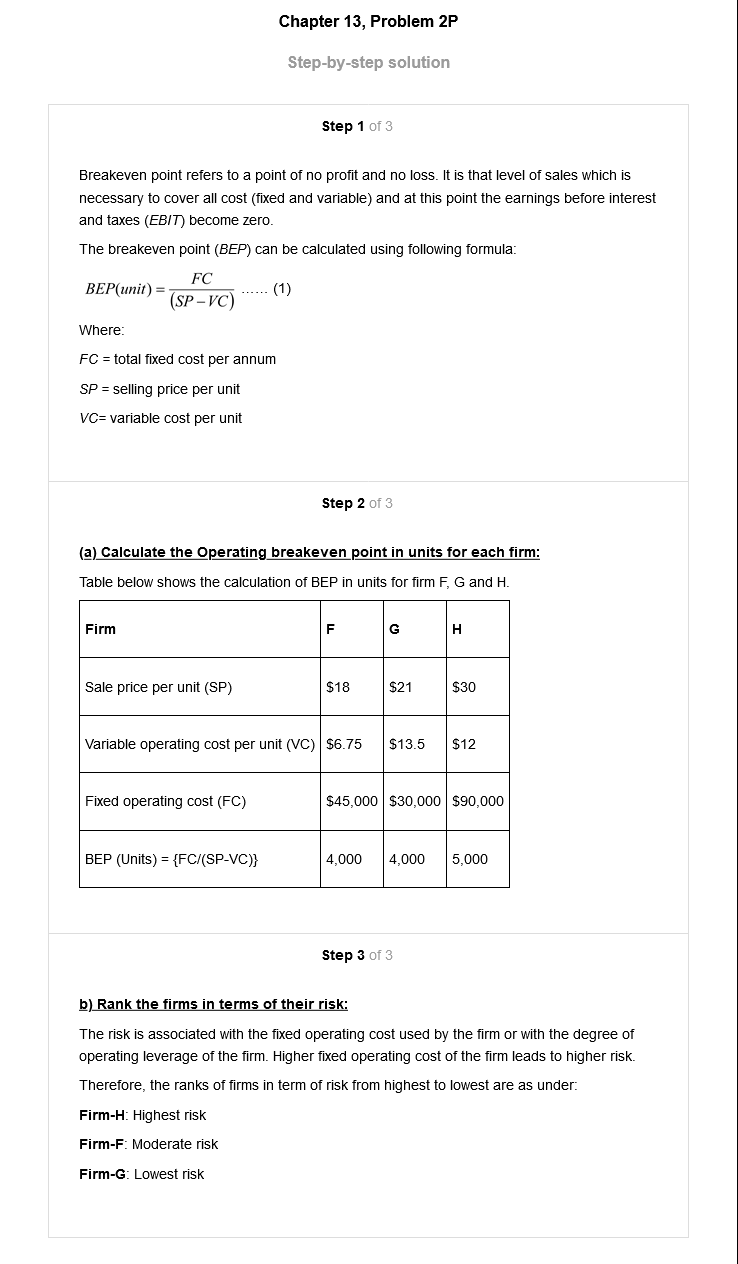 Chapter 13, Problem 2P
Step-by-step solution
Step 1 of 3
Breakeven point refers to a point of no profit and no loss. It is that level of sales which is
necessary to cover all cost (fixed and variable) and at this point the earnings before interest
and taxes (EBIT) become zero.
The breakeven point (BEP) can be calculated using following formula:
BEP(unit) = FC / (SP – VC) ...... (1)
Where:
FC = total fixed cost per annum
SP = selling price per unit
VC= variable cost per unit
Step 2 of 3
(a) Calculate the Operating breakeven point in units for each firm:
Table below shows the calculation of BEP in units for firm F, G and H.
Firm F G H
Sale price per unit (SP) $18 $21 $30
Variable operating cost per unit (VC) $6.75 $13.5 $12
Fixed operating cost (FC) $45,000 $30,000 $90,000
BEP (Units) = {FC/(SP-VC)} 4,000 4,000 5,000
Step 3 of 3
b) Rank the firms in terms of their risk:
The risk is associated with the fixed operating cost used by the firm or with the degree of
operating leverage of the firm. Higher fixed operating cost of the firm leads to higher risk.
Therefore, the ranks of firms in term of risk from highest to lowest are as under:
Firm-H: Highest risk
Firm-F: Moderate risk
Firm-G: Lowest risk